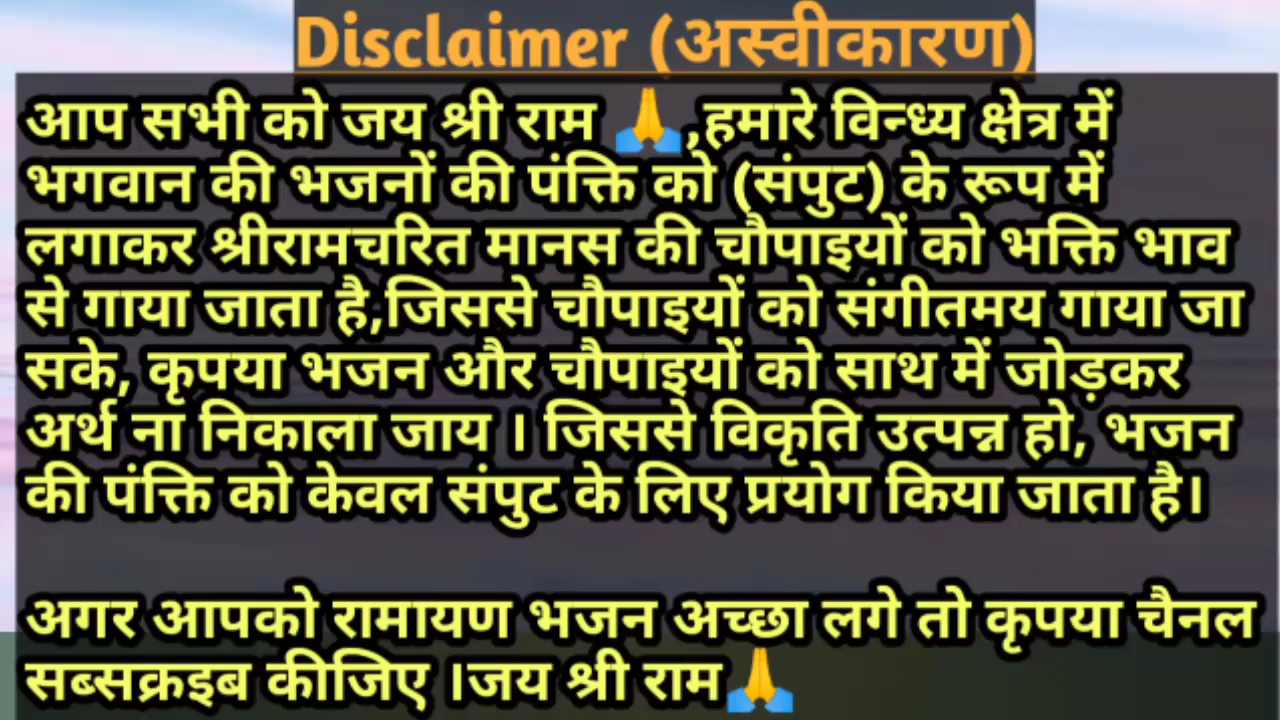 Disclaimer (अस्वीकारण)
आप सभी को जय श्री राम 🙏,हमारे विन्ध्य क्षेत्र में
भगवान की भजनों की पंक्ति को (संपुट) के रूप में
लगाकर श्रीरामचरित मानस की चौपाइयों को भक्ति भाव
से गाया जाता है,जिससे चौपाइयों को संगीतमय गाया जा
सके, कृपया भजन और चौपाइयों को साथ में जोड़कर
अर्थ ना निकाला जाय । जिससे विकृति उत्पन्न हो, भजन
की पंक्ति को केवल संपुट के लिए प्रयोग किया जाता है।
अगर आपको रामायण भजन अच्छा लगे तो कृपया चैनल
सब्सक्रइब कीजिए ।जय श्री राम🙏